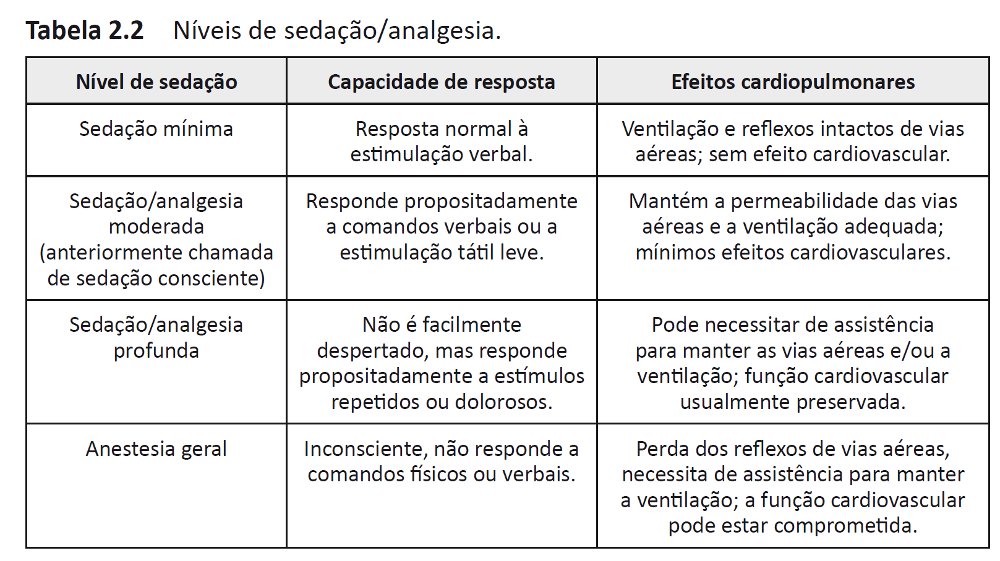 Tabela 2.2 Níveis de sedação/analgesia.
Nível de sedação
Capacidade de resposta
Efeitos cardiopulmonares
Sedação mínima
Resposta normal à
estimulação verbal.
Ventilação e reflexos intactos de vias
aéreas; sem efeito cardiovascular.
Sedação/analgesia
moderada
(anteriormente chamada
de sedação consciente)
Responde propositadamente
a comandos verbais ou a
estimulação tátil leve.
Mantém a permeabilidade das vias
aéreas e a ventilação adequada;
mínimos efeitos cardiovasculares.
Sedação/analgesia
profunda
Não é facilmente
despertado, mas responde
propositadamente a estímulos
repetidos ou dolorosos.
Pode necessitar de assistência
para manter as vias aéreas e/ou a
ventilação; função cardiovascular
usualmente preservada.
Anestesia geral
Inconsciente, não responde a
comandos físicos ou verbais.
Perda dos reflexos de vias aéreas,
necessita de assistência para manter
a ventilação; a função cardiovascular
pode estar comprometida.